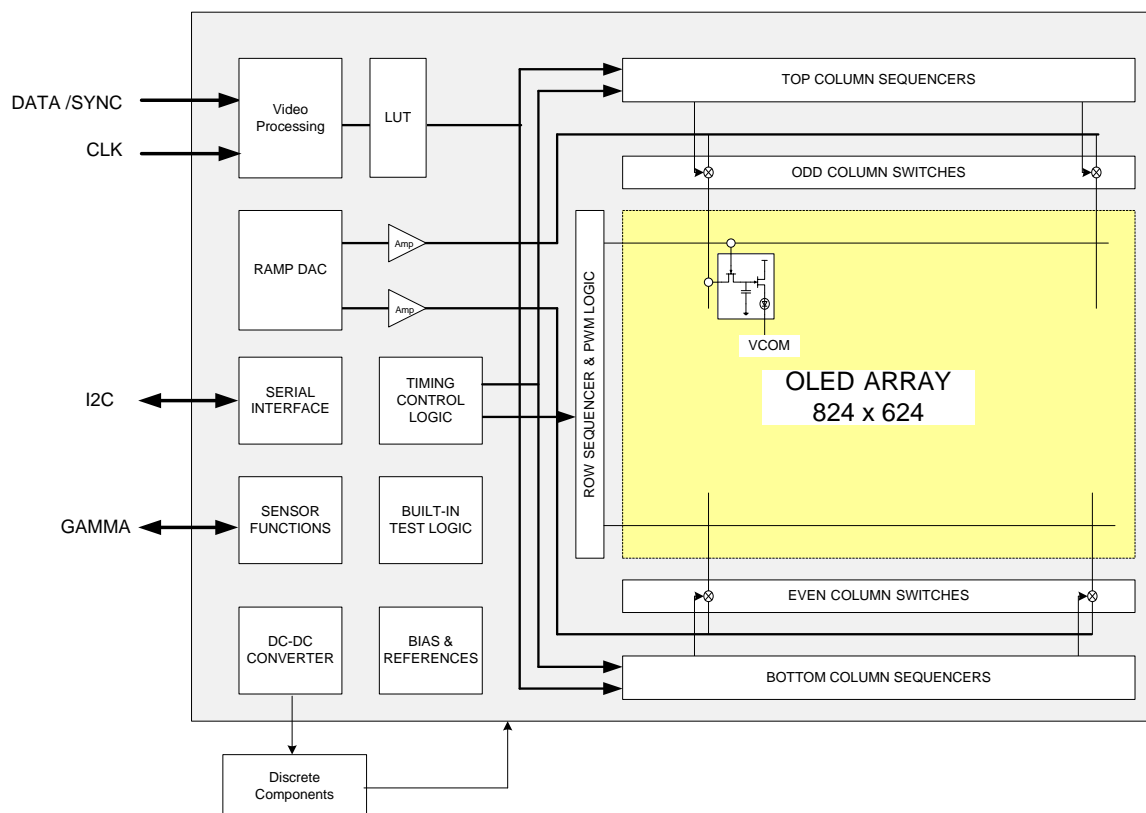 DATA /SYNC
CLK
Video
Processing
LUT
TOP COLUMN SEQUENCERS
ODD COLUMN SWITCHES
RAMP DAC
Amp
Amp
ROW SEQUENCER & PWM LOGIC
VCOM
OLED ARRAY
824 x 624
I2C
SERIAL
INTERFACE
TIMING
CONTROL
LOGIC
GAMMA
SENSOR
FUNCTIONS
BUILT-IN
TEST LOGIC
EVEN COLUMN SWITCHES
DC-DC
CONVERTER
BIAS &
REFERENCES
BOTTOM COLUMN SEQUENCERS
Discrete
Components